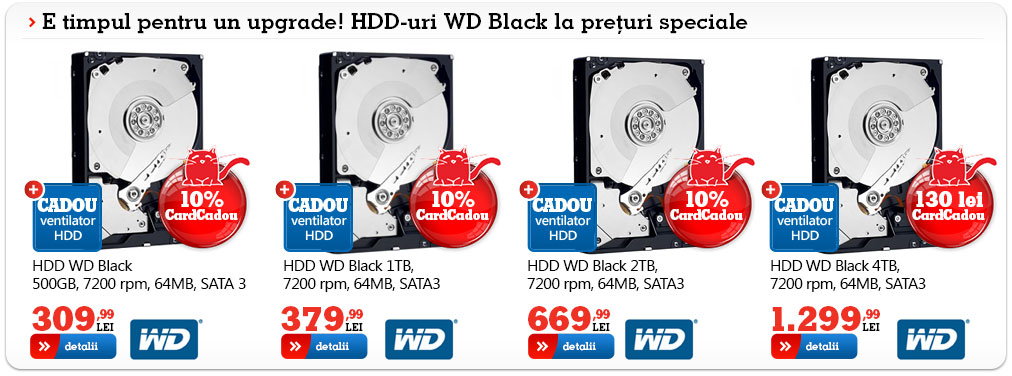 E timpul pentru un upgrade! HDD-uri WD Black la prețuri speciale
CADOU
ventilator
HDD
10%
CardCadou
HDD WD Black
500GB, 7200 rpm, 64MB, SATA 3
309,99
LEI
detalii
WD
CADOU
ventilator
HDD
10%
CardCadou
HDD WD Black 1TB,
7200 rpm, 64MB, SATA3
379,99
LEI
detalii
WD
CADOU
ventilator
HDD
10%
CardCadou
HDD WD Black 2TB,
7200 rpm, 64MB, SATA3
669,99
LEI
detalii
WD
CADOU
ventilator
HDD
130 lei
CardCadou
HDD WD Black 4TB,
7200 rpm, 64MB, SATA3
1.299,99
LEI
detalii
WD